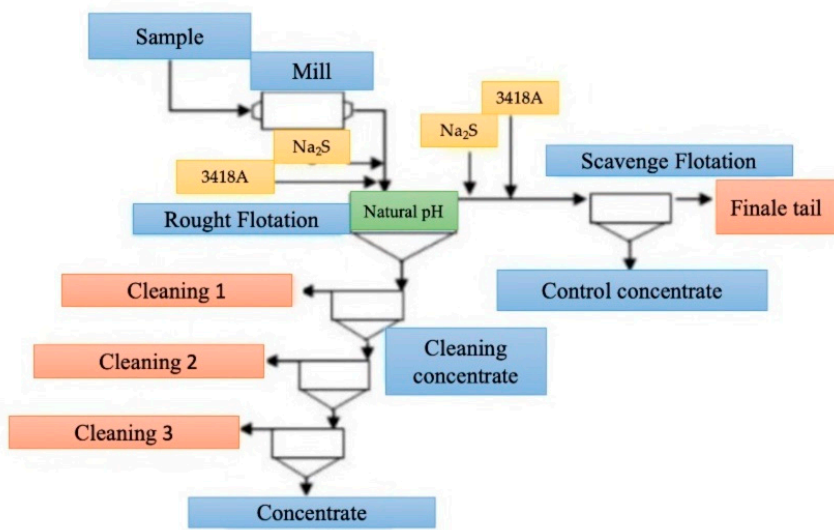 Sample
Mill
3418A
Na₂S
Na₂S
3418A
Scavenge Flotation
Rought Flotation
Natural pH
Finale tail
Cleaning 1
Control concentrate
Cleaning 2
Cleaning
concentrate
Cleaning 3
Concentrate